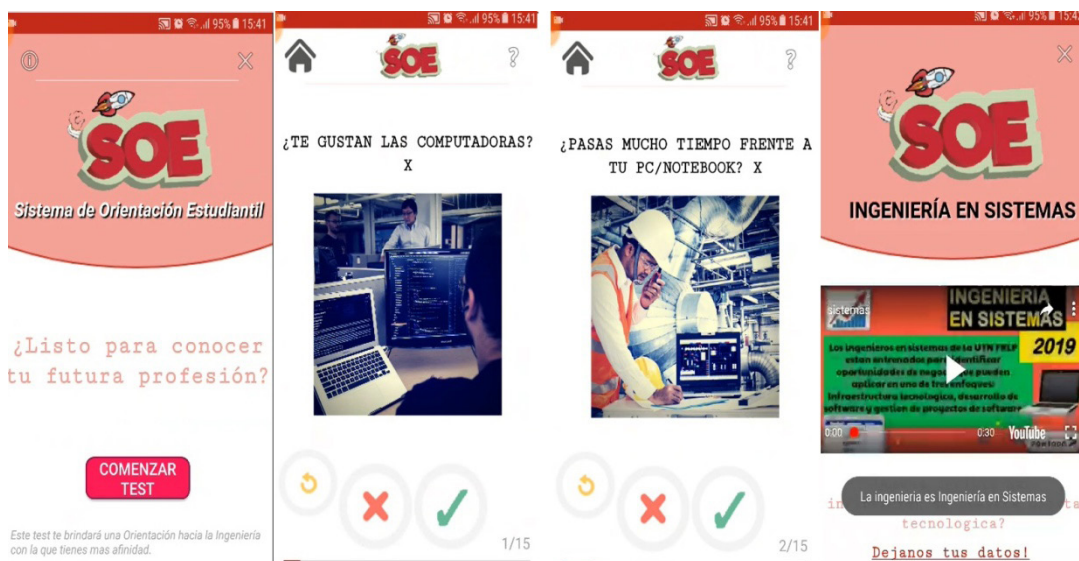 95% 15:41
SOE
Sistema de Orientación Estudiantil
¿Listo para conocer
tu futura profesión?
COMENZAR
TEST
Este test te brindará una Orientación hacia la Ingeniería
con la que tienes mas afinidad.
95% 15:41
SOE
?
¿TE GUSTAN LAS COMPUTADORAS?
X
1/15
95% 15:41
SOE
?
¿PASAS MUCHO TIEMPO FRENTE A
TU PC/NOTEBOOK? X
2/15
95%
SOE
INGENIERÍA EN SISTEMAS
sistemas
INGENIERIA
EN SISTEMAS
2019
Los ingenieros en sistemas de la UTN FRLP
estan entrenados para identificar
oportunidades de negocio que pueden
aplicar en uno de tres enfoques:
Infraestructura tecnologica, desarrollo de
software y gestion de proyectos de software
0:00
0:30
YouTube
La ingenieria es Ingeniería en Sistemas
tecnologica?
Dejanos tus datos!